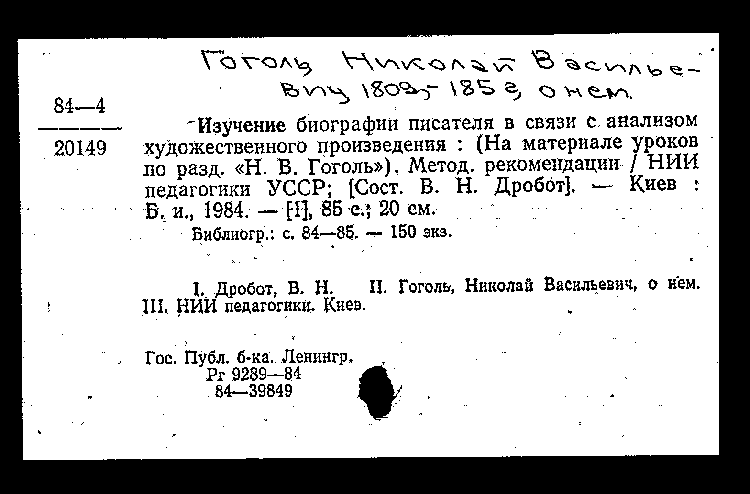 Гоголь Николай Василье-
вич 1809-1852, о нем.
84—4
20149
Изучение биографии писателя в связи с анализом
художественного произведения : (На материале уроков
по разд. «Н. В. Гоголь»). Метод. рекомендации / НИИ
педагогики УССР; [Сост. В. Н. Дробот]. — Киев :
Б. и., 1984. — [1], 85 с.; 20 см.
Библиогр.: с. 84—85. — 150 экз.
I. Дробот, В. Н. II. Гоголь, Николай Васильевич, о нем.
III. НИИ педагогики. Киев.
Гос. Публ. б-ка. Ленингр.
Рг 9289—84
84—39849